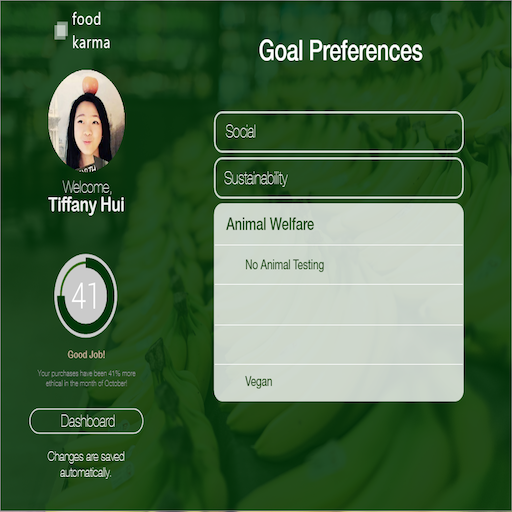 food
karma
Welcome,
Tiffany Hui
41
Good Job!
Your purchases have been 41% more
ethical in the month of October!
Dashboard
Changes are saved
automatically.
Goal Preferences
Social
Sustainability
Animal Welfare
No Animal Testing
Vegan